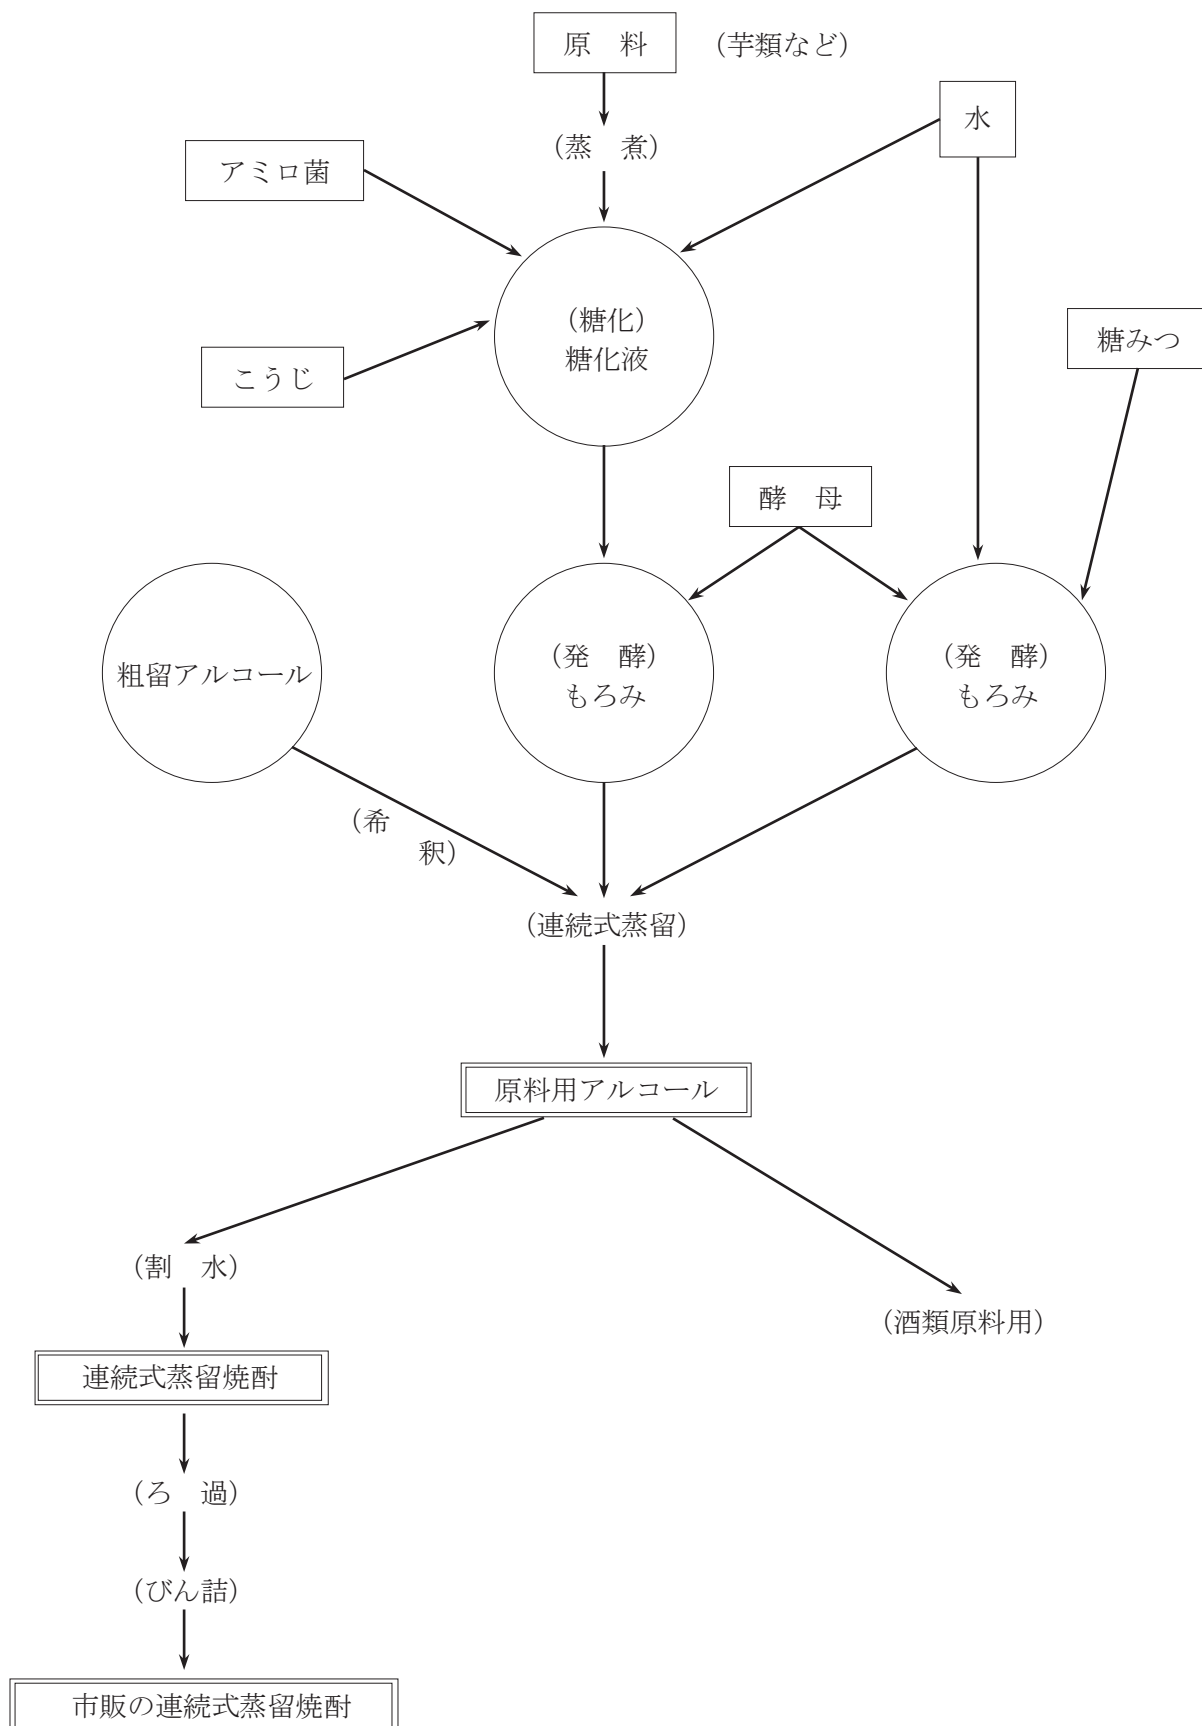 原　料　（芋類など）
水
（蒸　煮）
アミロ菌
（糖化）
糖化液
糖みつ
こうじ
酵　母
粗留アルコール
（発　酵）
もろみ
（発　酵）
もろみ
（希
釈）
（連続式蒸留）
原料用アルコール
（割　水）
（酒類原料用）
連続式蒸留焼酎
（ろ　過）
（びん詰）
市販の連続式蒸留焼酎